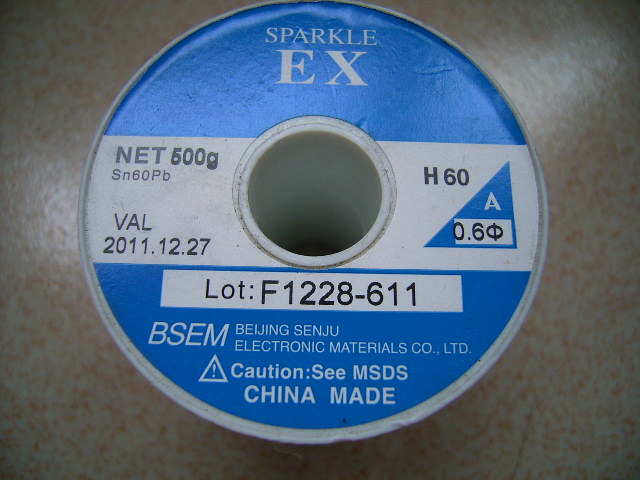 SPARKLE
EX
NET 500g
Sn60Pb
H60
A
0.6Φ
VAL
2011.12.27
Lot: F1228-611
BSEM BEIJING SENJU
ELECTRONIC MATERIALS CO., LTD.
Caution:See MSDS
CHINA MADE